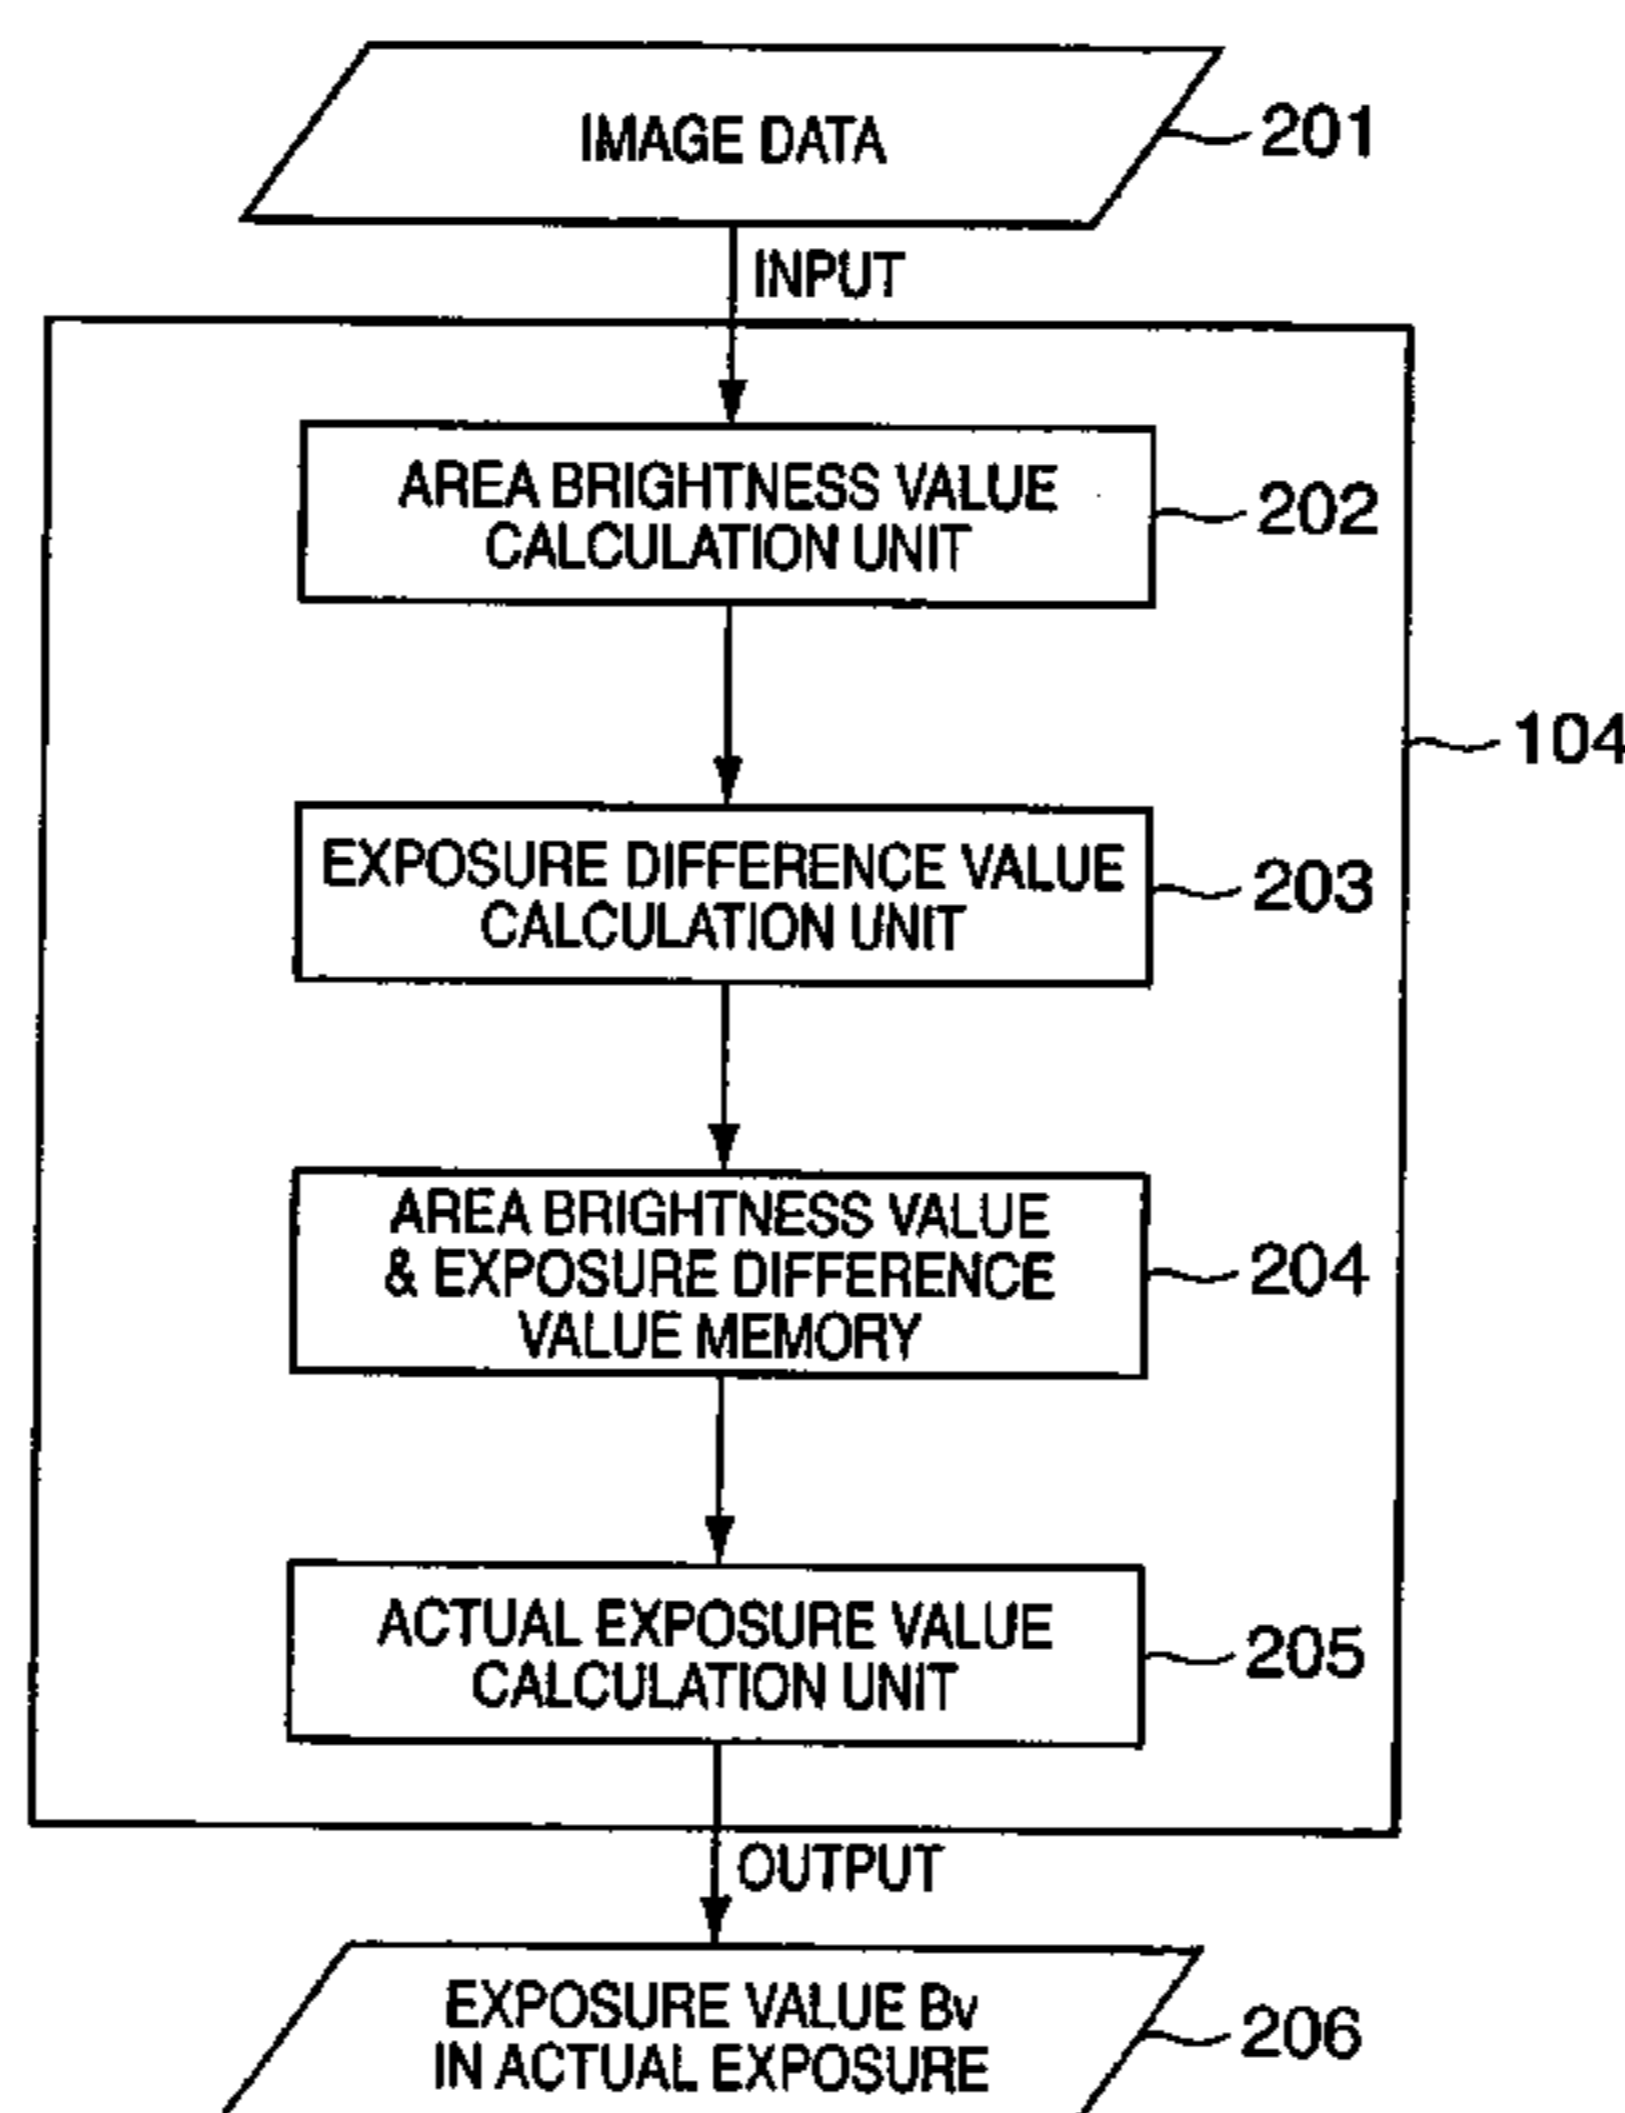 IMAGE DATA
201
INPUT
AREA BRIGHTNESS VALUE
CALCULATION UNIT
202
104
EXPOSURE DIFFERENCE VALUE
CALCULATION UNIT
203
AREA BRIGHTNESS VALUE
& EXPOSURE DIFFERENCE
VALUE MEMORY
204
ACTUAL EXPOSURE VALUE
CALCULATION UNIT
205
OUTPUT
EXPOSURE VALUE Bv
IN ACTUAL EXPOSURE
206